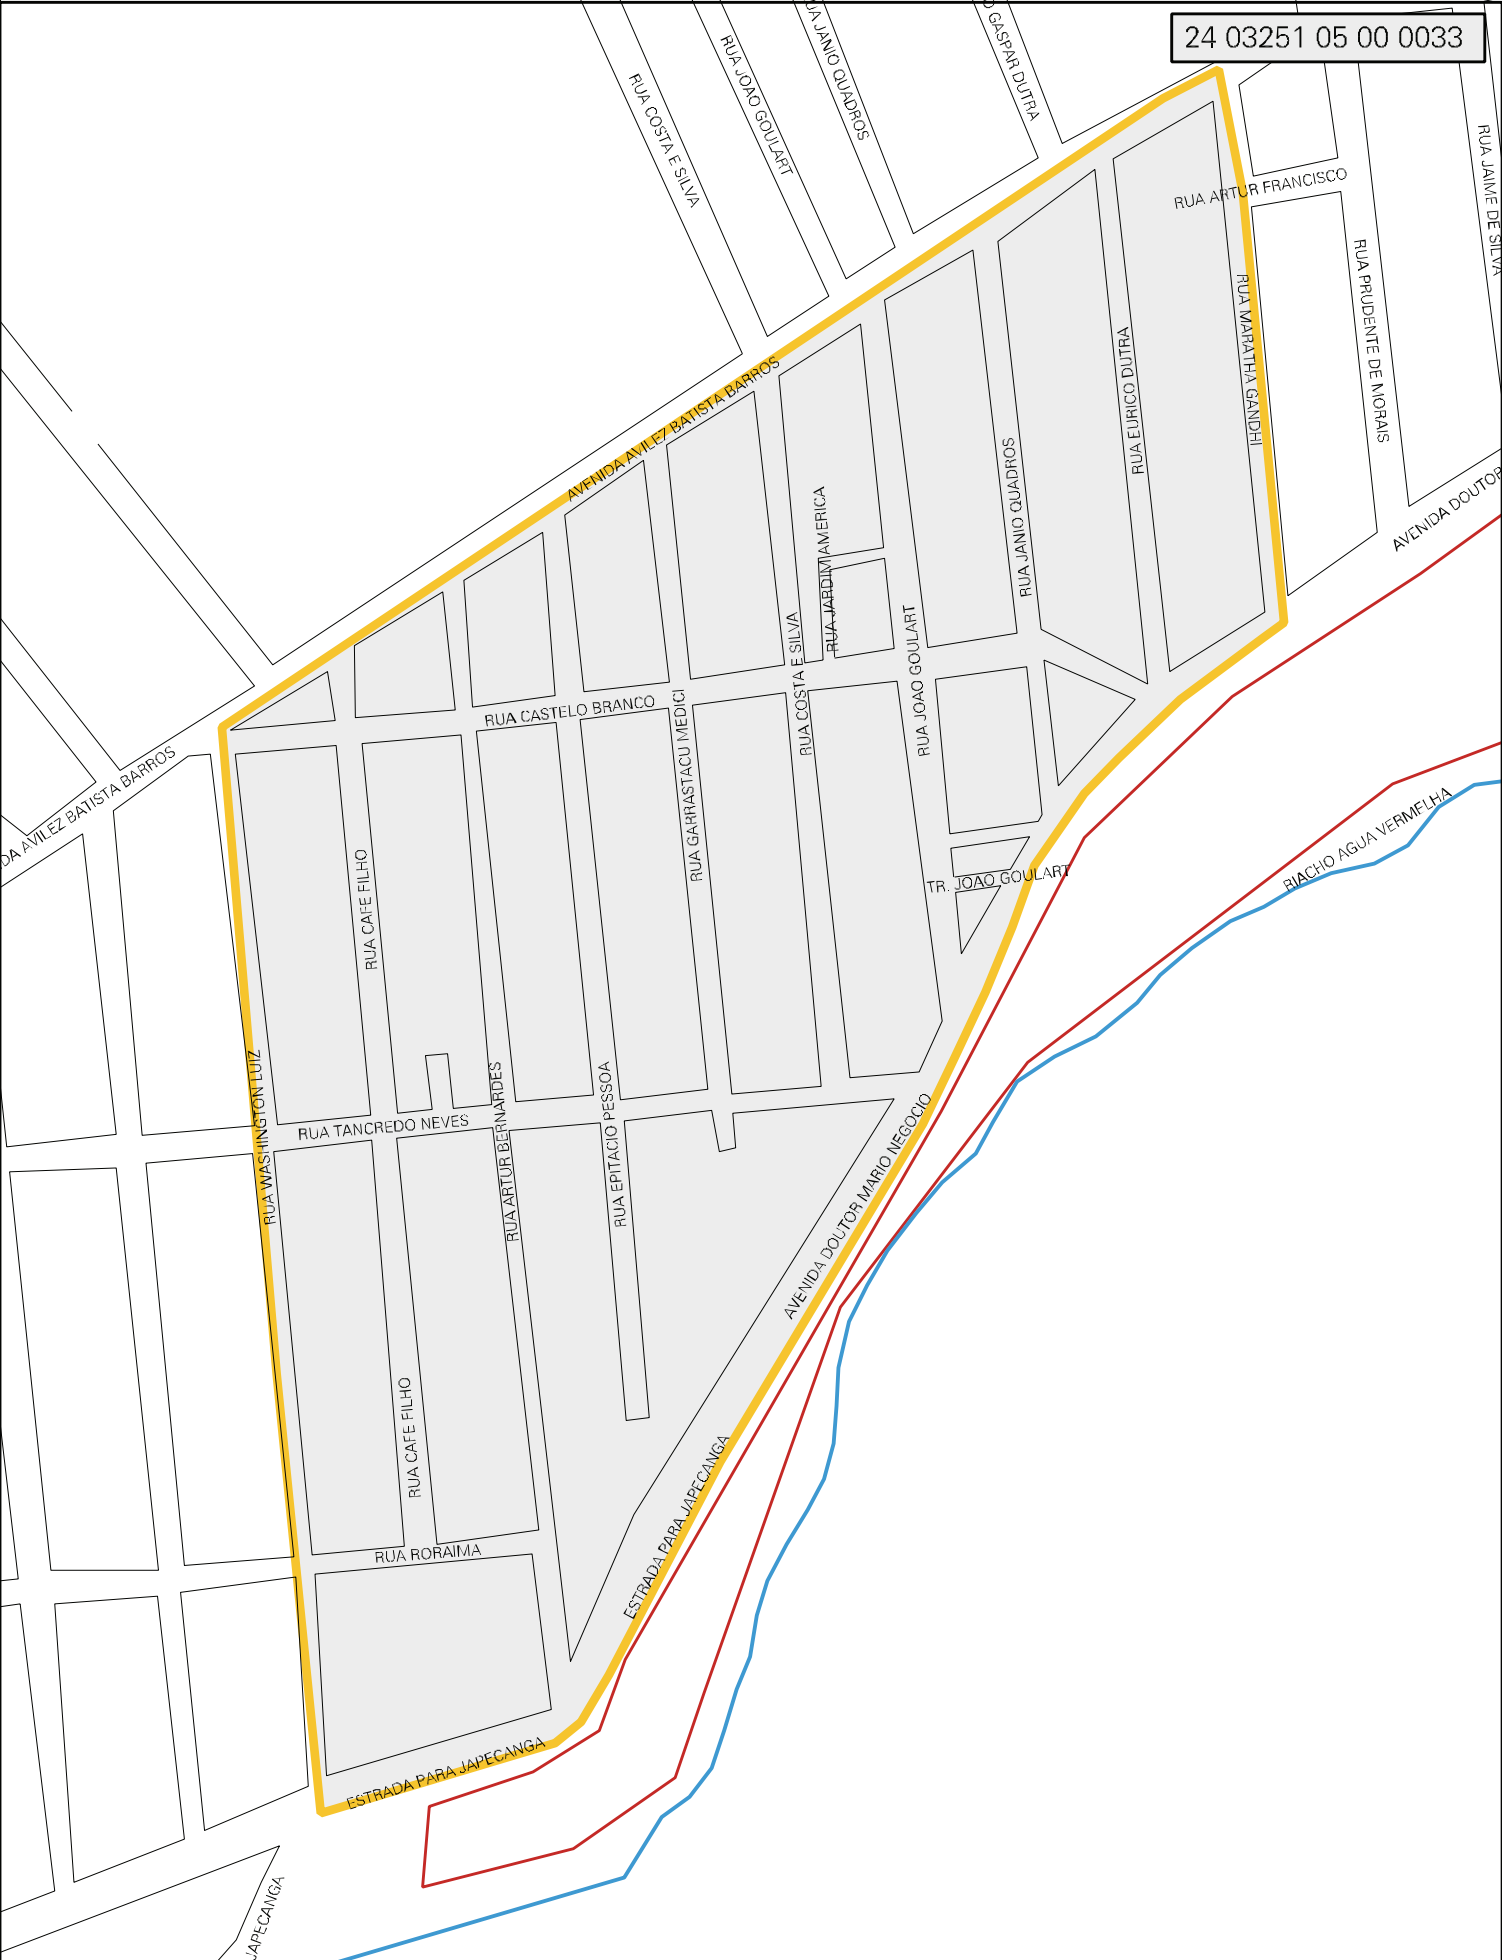 24 03251 05 00 0033
RUA COSTA E SILVA
RUA JOAO GOULART
UA JANIO QUADROS
O GASPAR DUTRA
RUA JAIME DE SILVA
RUA ARTUR FRANCISCO
RUA PRUDENTE DE MORAIS
RUA MARATHA GANDHI
RUA EURICO DUTRA
AVENIDA AVILEZ BATISTA BARROS
AVENIDA DOUTOR
RUA JANIO QUADROS
RUA JARDIM AMERICA
RUA COSTA E SILVA
RUA JOAO GOULART
RUA CASTELO BRANCO
RUA GARRASTACU MEDICI
DA AVILEZ BATISTA BARROS
RIACHO AGUA VERMELHA
RUA CAFE FILHO
TR. JOAO GOULART
RUA WASHINGTON LUIZ
RUA TANCREDO NEVES
RUA ARTUR BERNARDES
RUA EPITACIO PESSOA
AVENIDA DOUTOR MARIO NEGOCIO
RUA CAFE FILHO
ESTRADA PARA JAPECANGA
RUA RORAIMA
ESTRADA PARA JAPECANGA
JAPECANGA